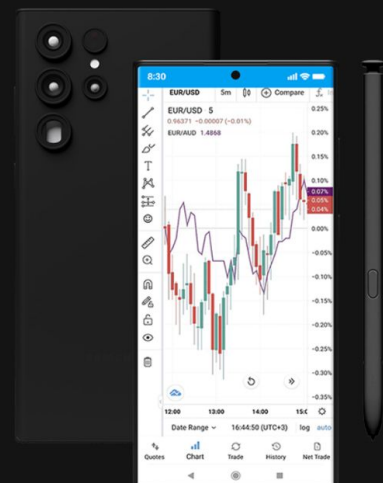 8:30
EUR/USD 5m Compare
EUR/USD · 5
0.96371 −0.00007 (−0.01%)
EUR/AUD 1.4868
0.25%
0.20%
0.15%
0.10%
0.07%
0.05%
0.04%
0.00%
−0.05%
−0.10%
−0.15%
−0.20%
−0.25%
−0.30%
−0.35%
T
12:00 13:00 14:00
Date Range 16:44:50 (UTC+3) log auto
Quotes Chart Trade History Net Trade